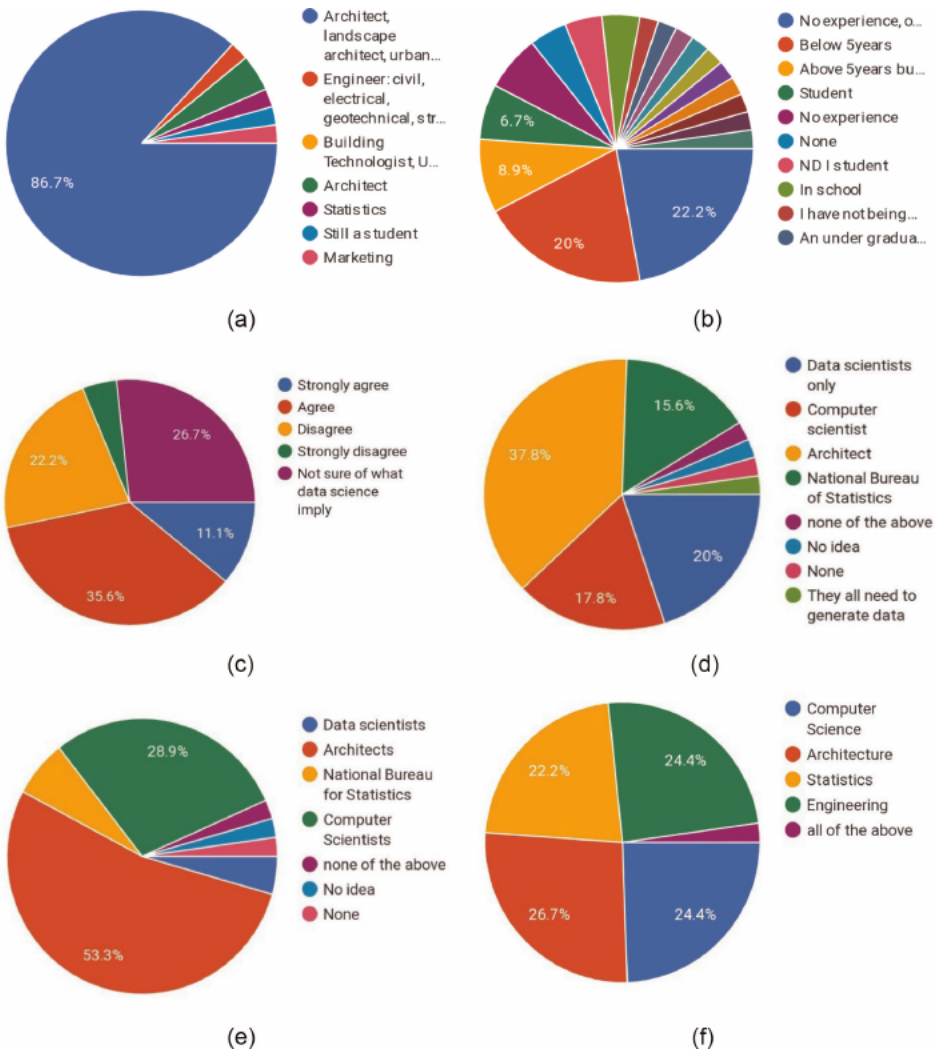 86.7%
Architect,
landscape
architect, urban...
Engineer: civil,
electrical,
geotechnical, str...
Building
Technologist, U...
Architect
Statistics
Still a student
Marketing
(a)
6.7%
8.9%
20%
22.2%
No experience, o...
Below 5years
Above 5years bu...
Student
No experience
None
ND I student
In school
I have not being...
An under gradua...
(b)
22.2%
26.7%
11.1%
35.6%
Strongly agree
Agree
Disagree
Strongly disagree
Not sure of what
data science
imply
(c)
37.8%
15.6%
20%
17.8%
Data scientists
only
Computer
scientist
Architect
National Bureau
of Statistics
none of the above
No idea
None
They all need to
generate data
(d)
28.9%
53.3%
Data scientists
Architects
National Bureau
for Statistics
Computer
Scientists
none of the above
No idea
None
(e)
22.2%
24.4%
26.7%
24.4%
Computer
Science
Architecture
Statistics
Engineering
all of the above
(f)